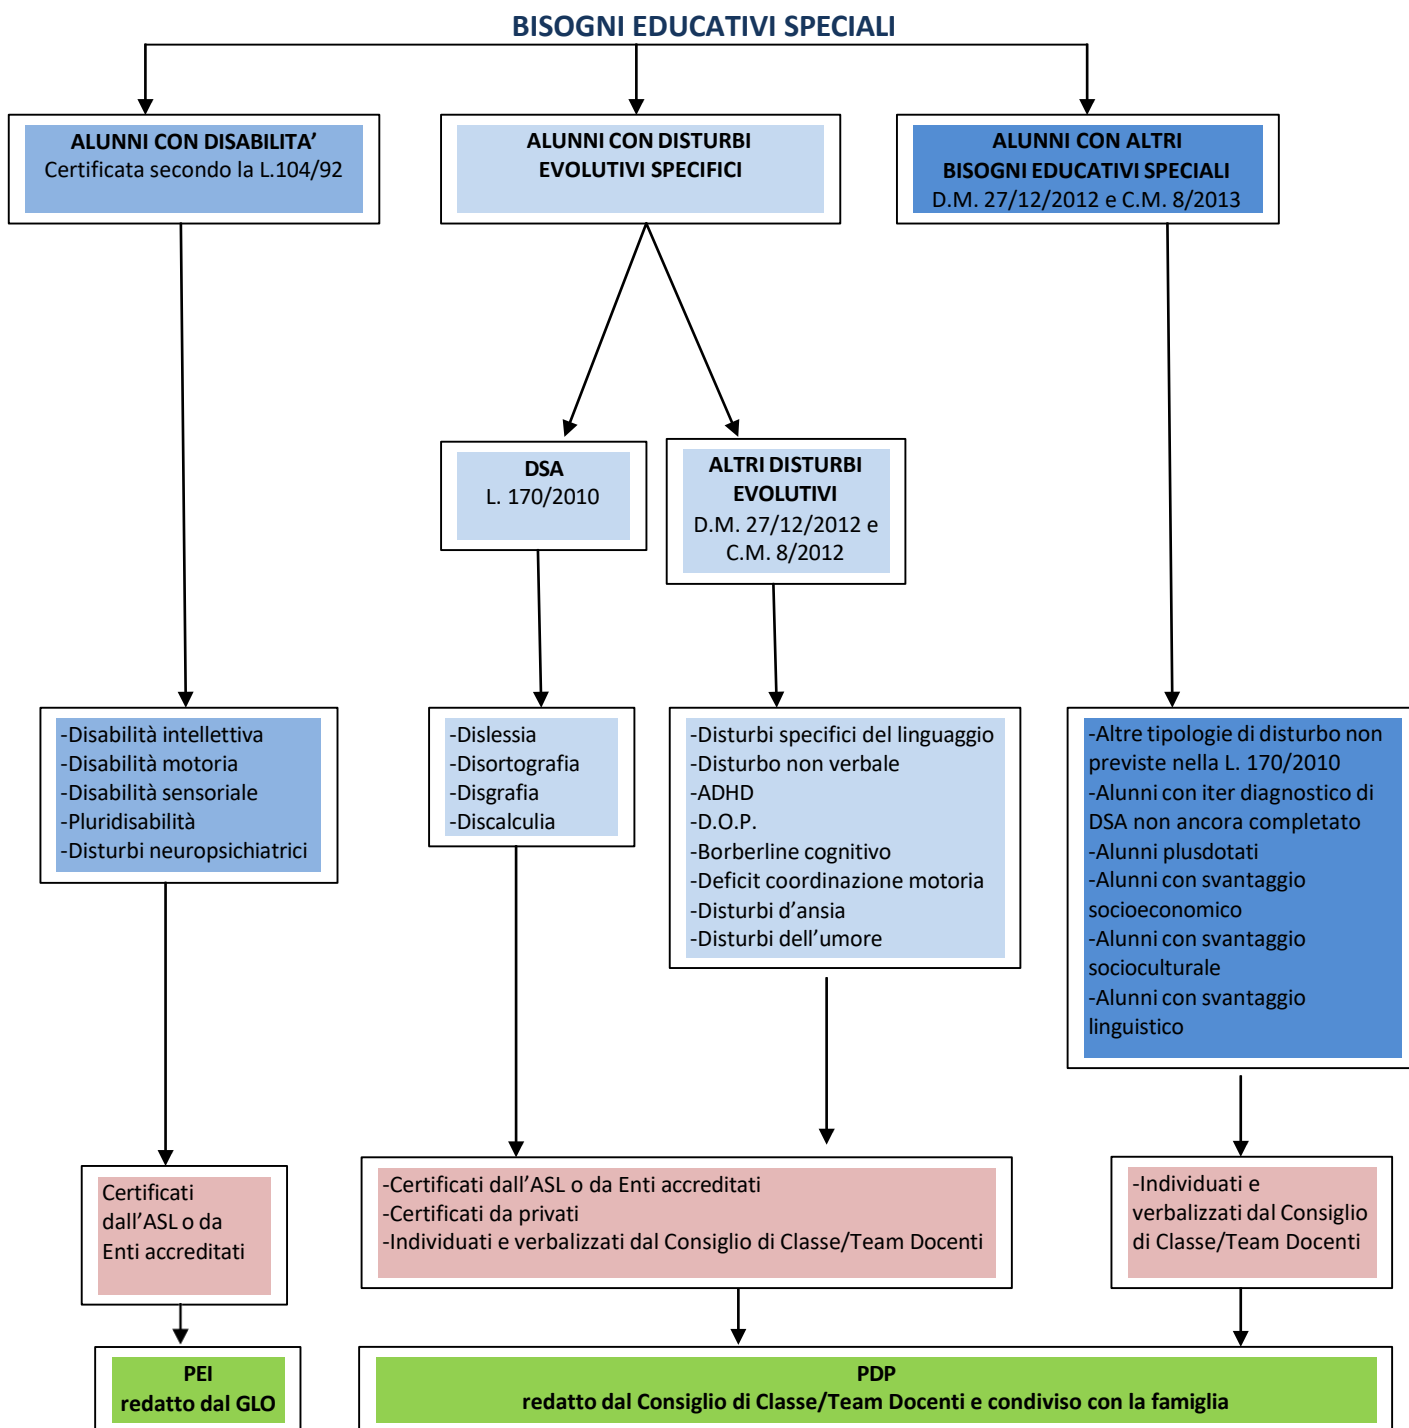 BISOGNI EDUCATIVI SPECIALI
ALUNNI CON DISABILITA’
Certificata secondo la L.104/92
ALUNNI CON DISTURBI
EVOLUTIVI SPECIFICI
ALUNNI CON ALTRI
BISOGNI EDUCATIVI SPECIALI
D.M. 27/12/2012 e C.M. 8/2013
DSA
L. 170/2010
ALTRI DISTURBI
EVOLUTIVI
D.M. 27/12/2012 e
C.M. 8/2012
-Disabilità intellettiva
-Disabilità motoria
-Disabilità sensoriale
-Pluridisabilità
-Disturbi neuropsichiatrici
-Dislessia
-Disortografia
-Disgrafia
-Discalculia
-Disturbi specifici del linguaggio
-Disturbo non verbale
-ADHD
-D.O.P.
-Borberline cognitivo
-Deficit coordinazione motoria
-Disturbi d’ansia
-Disturbi dell’umore
-Altre tipologie di disturbo non
previste nella L. 170/2010
-Alunni con iter diagnostico di
DSA non ancora completato
-Alunni plusdotati
-Alunni con svantaggio
socioeconomico
-Alunni con svantaggio
socioculturale
-Alunni con svantaggio
linguistico
Certificati
dall’ASL o da
Enti accreditati
-Certificati dall’ASL o da Enti accreditati
-Certificati da privati
-Individuati e verbalizzati dal Consiglio di Classe/Team Docenti
-Individuati e
verbalizzati dal Consiglio
di Classe/Team Docenti
PEI
redatto dal GLO
PDP
redatto dal Consiglio di Classe/Team Docenti e condiviso con la famiglia